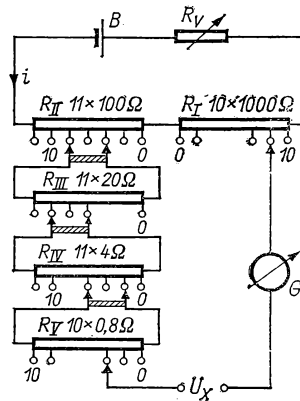 B
R_V
i
R_II 11×100Ω
R_I 10×1000Ω
10
0
0
10
R_III 11×20Ω
R_IV 11×4Ω
10
0
G
R_V 10×0,8Ω
10
0
U_X